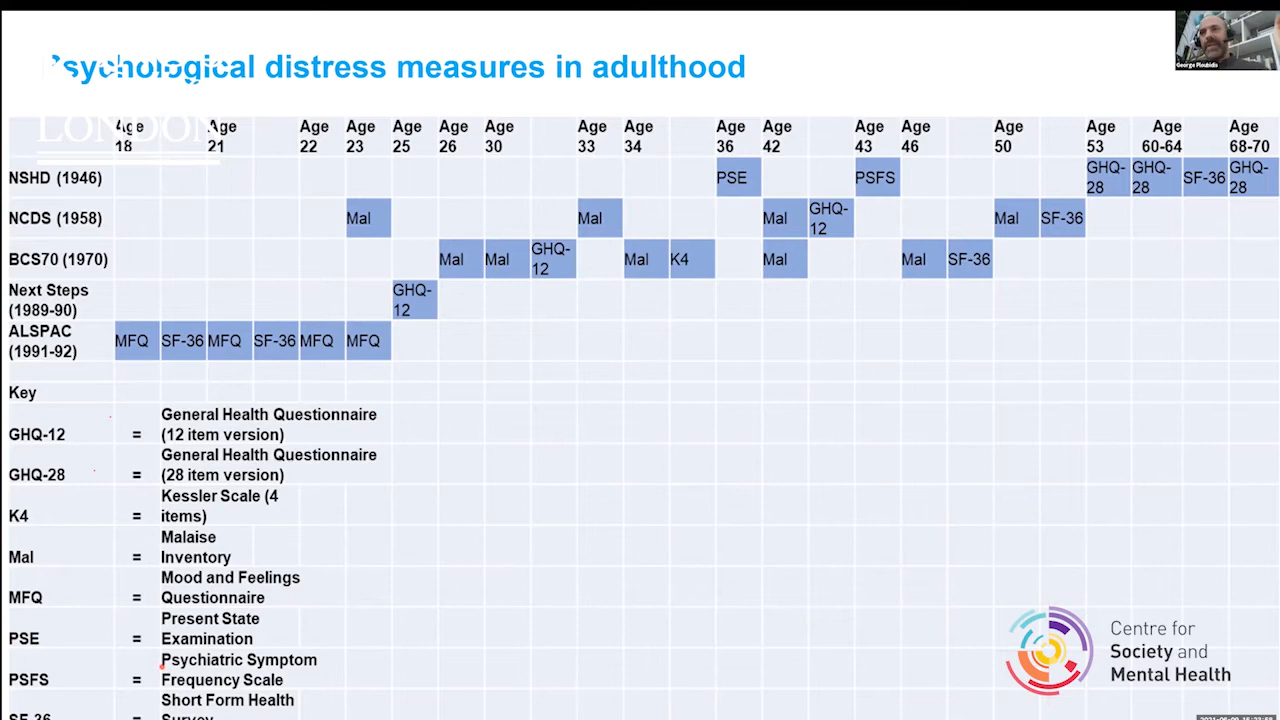 George Ploubidis
Psychological distress measures in adulthood
LONDON
Age 18 Age 21 Age 22 Age 23 Age 25 Age 26 Age 30 Age 33 Age 34 Age 36 Age 42 Age 43 Age 46 Age 50 Age 53 Age 60-64 Age 68-70
NSHD (1946) PSE PSFS GHQ-28 GHQ-28 SF-36 GHQ-28
NCDS (1958) Mal Mal Mal GHQ-12 Mal SF-36
BCS70 (1970) Mal Mal GHQ-12 Mal K4 Mal Mal SF-36
Next Steps (1989-90) GHQ-12
ALSPAC (1991-92) MFQ SF-36 MFQ SF-36 MFQ MFQ
Key
GHQ-12 = General Health Questionnaire (12 item version)
GHQ-28 = General Health Questionnaire (28 item version)
K4 = Kessler Scale (4 items)
Mal = Malaise Inventory
MFQ = Mood and Feelings Questionnaire
PSE = Present State Examination
PSFS = Psychiatric Symptom Frequency Scale
SF-36 = Short Form Health Survey
Centre for
Society and
Mental Health